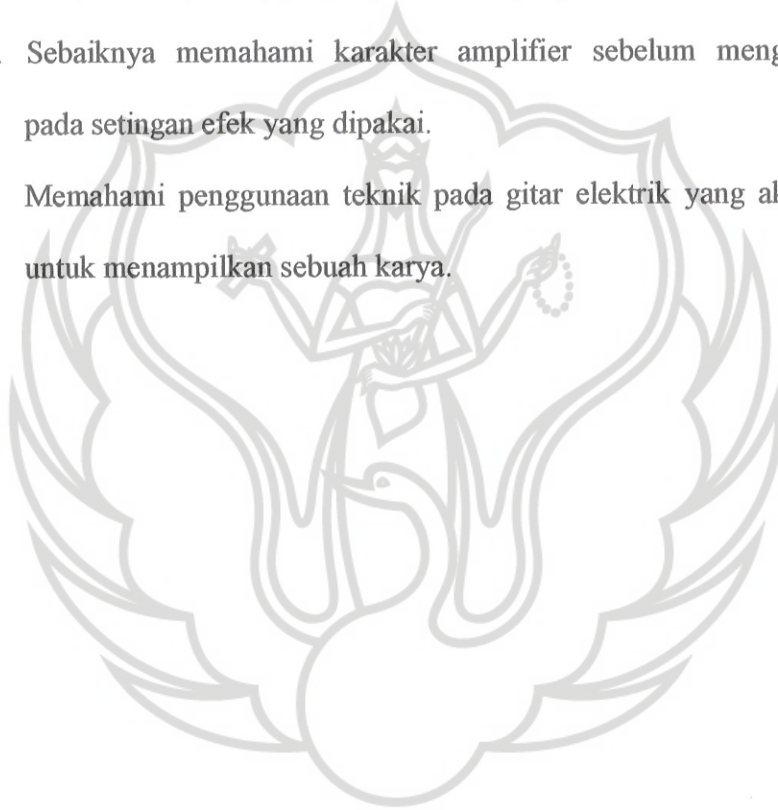 . Sebaiknya memahami karakter amplifier sebelum
pada setingan efek yang dipakai.
Memahami penggunaan teknik pada gitar elektrik yang
untuk menampilkan sebuah karya.